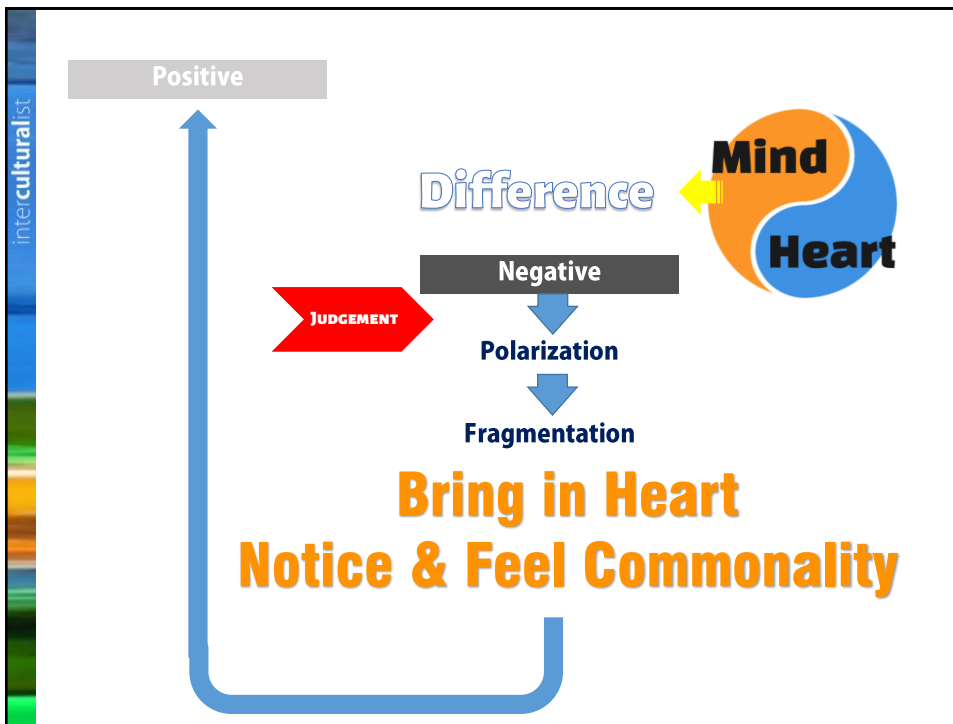 interculturalist
Positive
Mind
Difference
Heart
Negative
JUDGEMENT
Polarization
Fragmentation
Bring in Heart
Notice & Feel Commonality